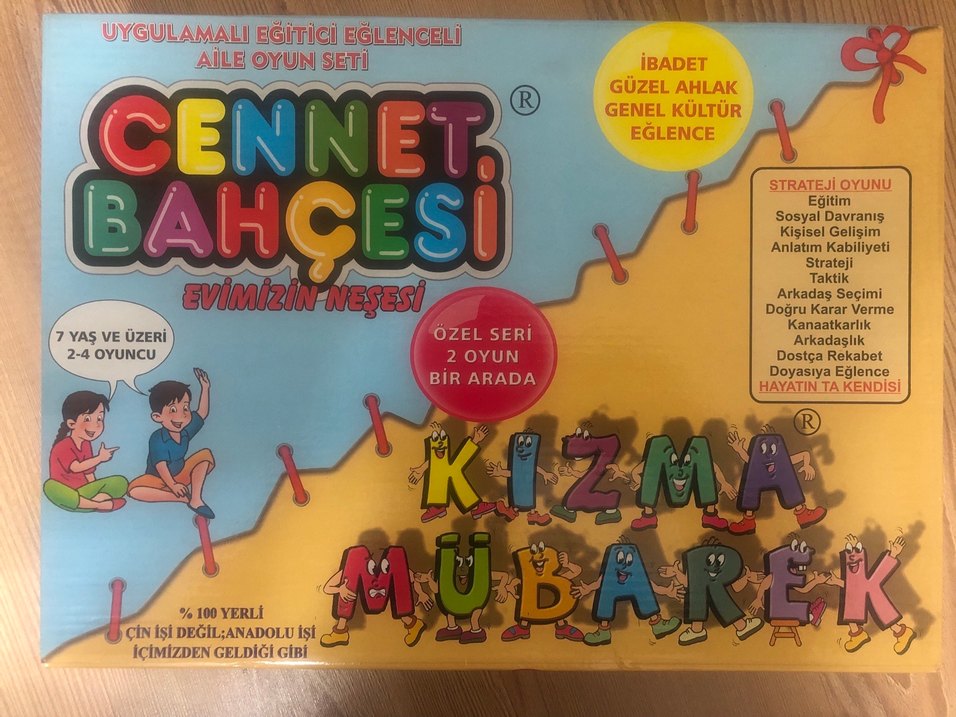 UYGULAMALI EĞİTİCİ EĞLENCELİ
AİLE OYUN SETİ
CENNET ®
BAHÇESİ
EVİMİZİN NEŞESİ
İBADET
GÜZEL AHLAK
GENEL KÜLTÜR
EĞLENCE
STRATEJİ OYUNU
Eğitim
Sosyal Davranış
Kişisel Gelişim
Anlatım Kabiliyeti
Strateji
Taktik
Arkadaş Seçimi
Doğru Karar Verme
Kanaatkarlık
Arkadaşlık
Dostça Rekabet
Doyasıya Eğlence
HAYATIN TA KENDİSİ
7 YAŞ VE ÜZERİ
2-4 OYUNCU
ÖZEL SERİ
2 OYUN
BİR ARADA
KIZMA ®
MÜBAREK
% 100 YERLİ
ÇİN İŞİ DEĞİL;ANADOLU İŞİ
İÇİMİZDEN GELDİĞİ GİBİ